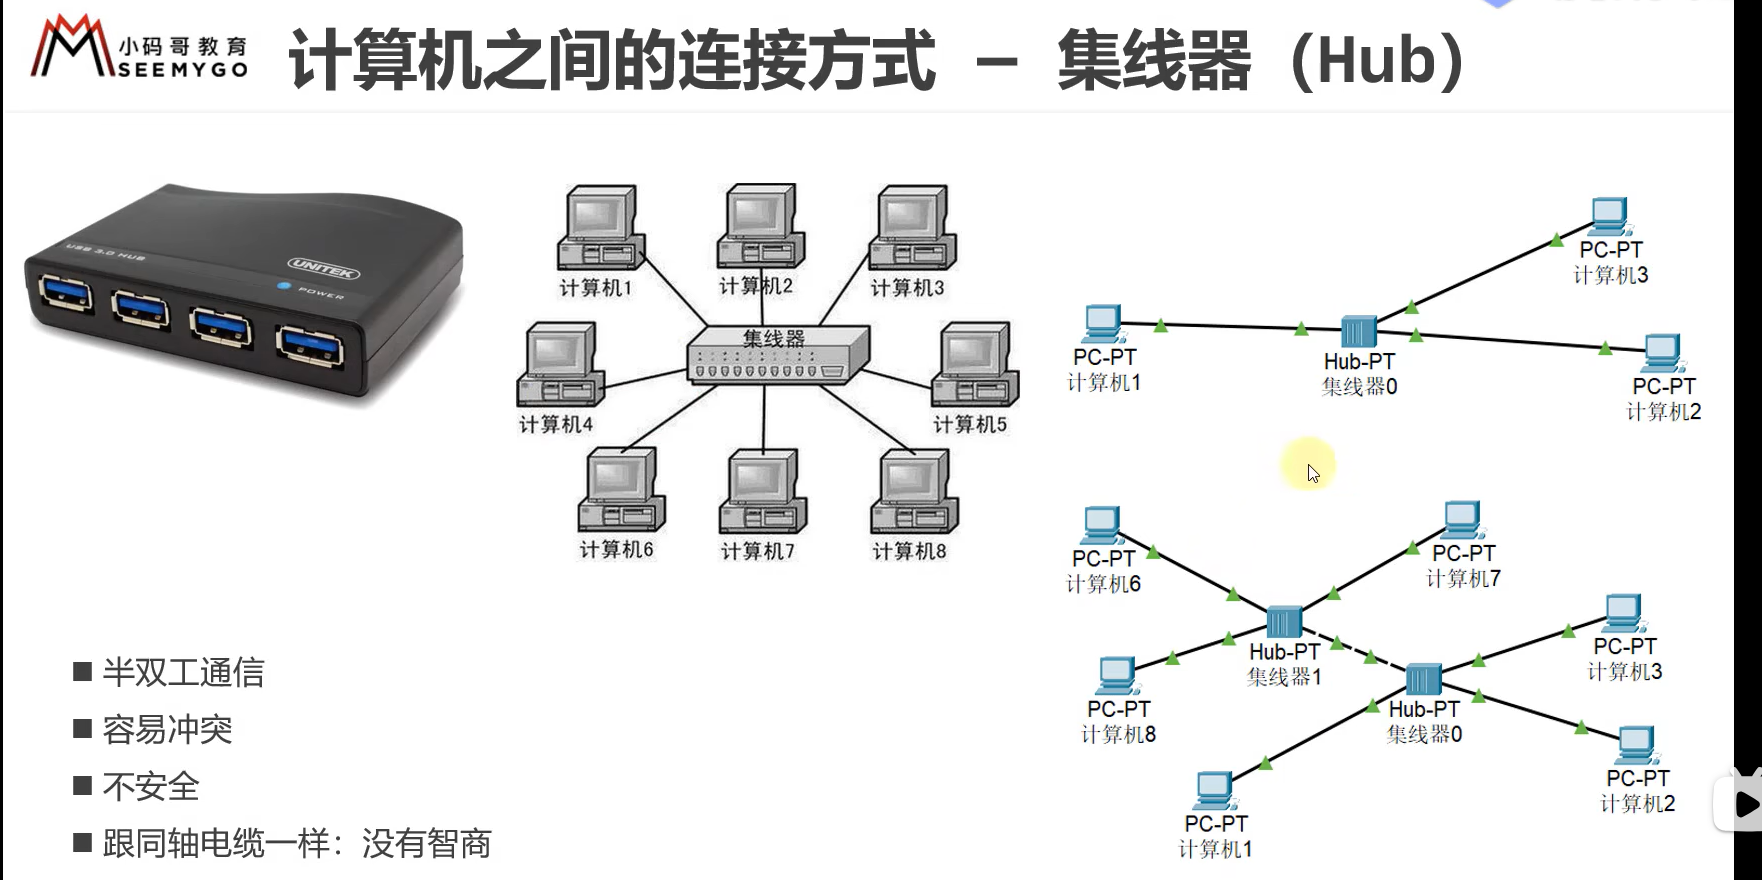 小码哥教育
SEEMYGO
计算机之间的连接方式 – 集线器（Hub）
USB 3.0 HUB
UNITEK
POWER
计算机1
计算机2
计算机3
集线器
计算机4
计算机5
计算机6
计算机7
计算机8
PC-PT
计算机3
PC-PT
计算机1
Hub-PT
集线器0
PC-PT
计算机2
PC-PT
计算机6
PC-PT
计算机7
Hub-PT
集线器1
PC-PT
计算机3
PC-PT
计算机8
Hub-PT
集线器0
PC-PT
计算机2
PC-PT
计算机1
■ 半双工通信
■ 容易冲突
■ 不安全
■ 跟同轴电缆一样：没有智商